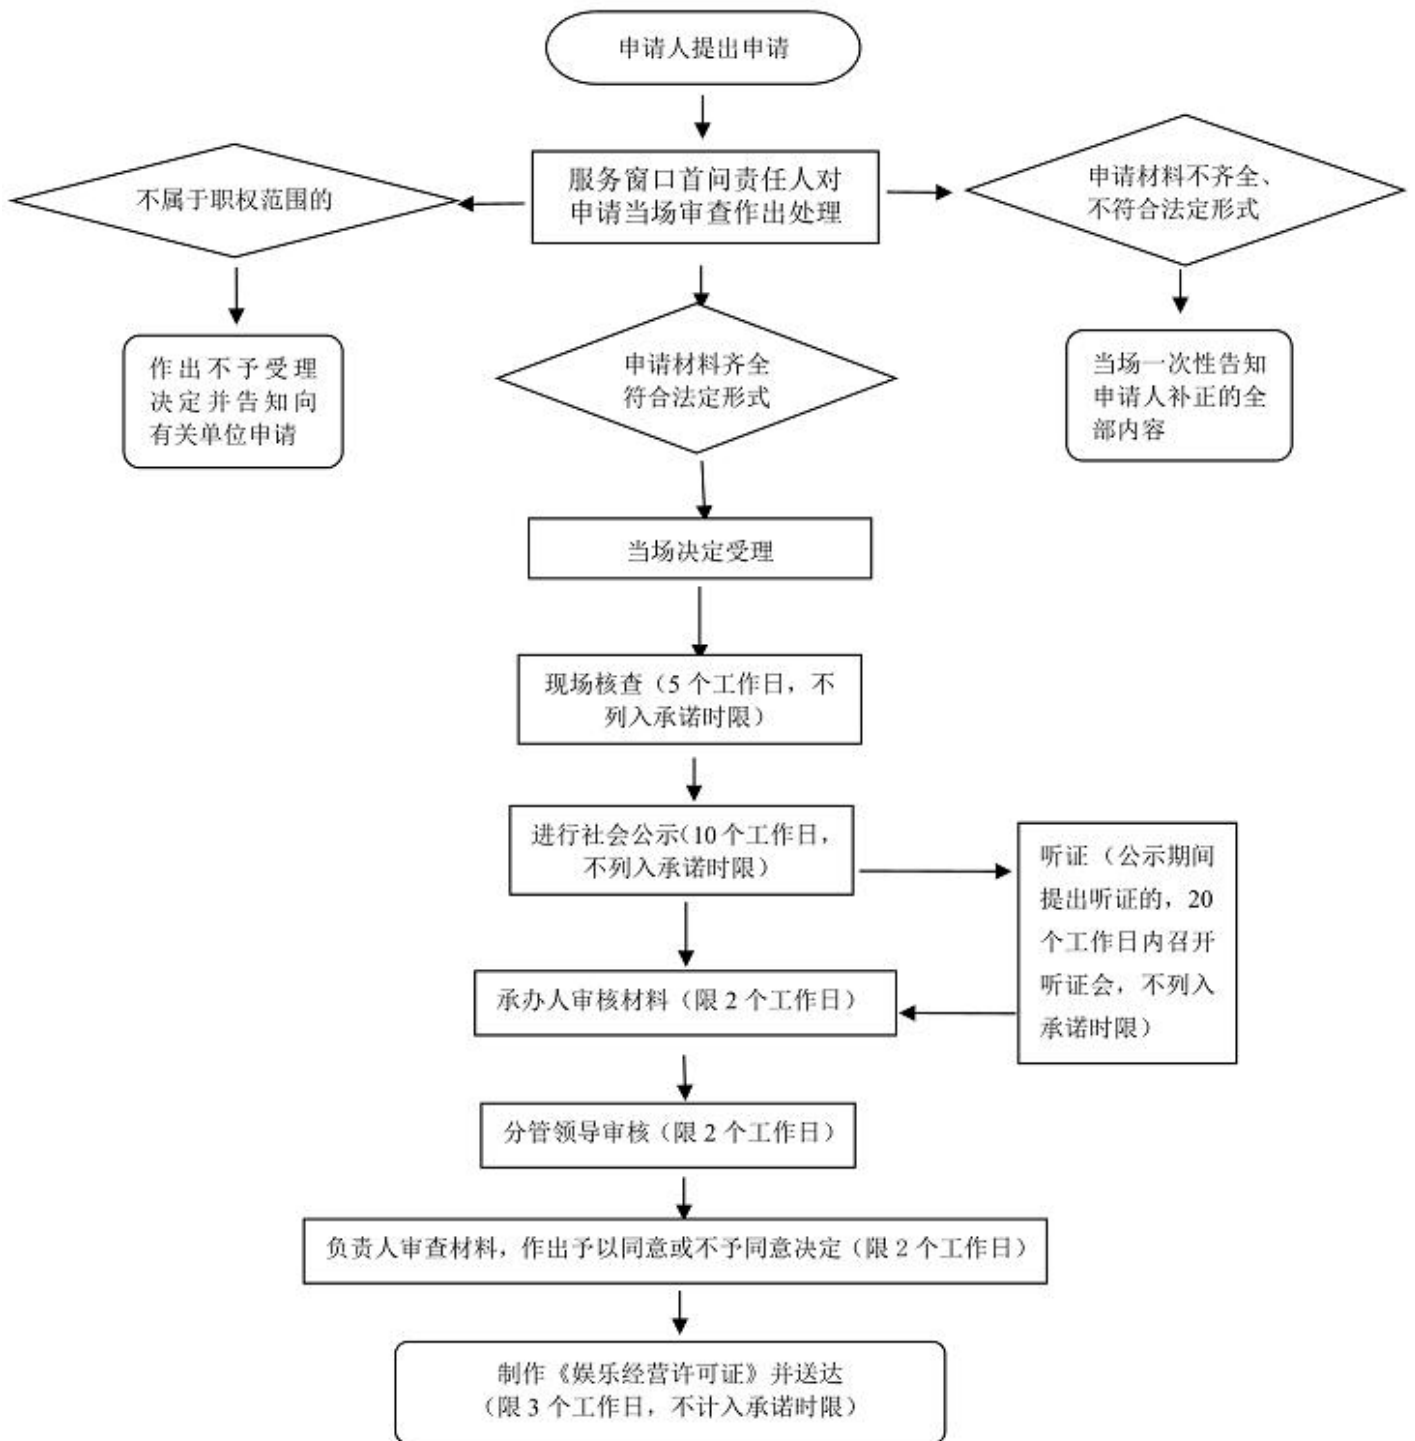 申请人提出申请
服务窗口首问责任人对
申请当场审查作出处理
不属于职权范围的
申请材料不齐全、
不符合法定形式
作出不予受理
决定并告知向
有关单位申请
申请材料齐全
符合法定形式
当场一次性告知
申请人补正的全
部内容
当场决定受理
现场核查（5 个工作日，不
列入承诺时限）
进行社会公示（10 个工作日，
不列入承诺时限）
听证（公示期间
提出听证的，20
个工作日内召开
听证会，不列入
承诺时限）
承办人审核材料（限 2 个工作日）
分管领导审核（限 2 个工作日）
负责人审查材料，作出予以同意或不予同意决定（限 2 个工作日）
制作《娱乐经营许可证》并送达
（限 3 个工作日，不计入承诺时限）